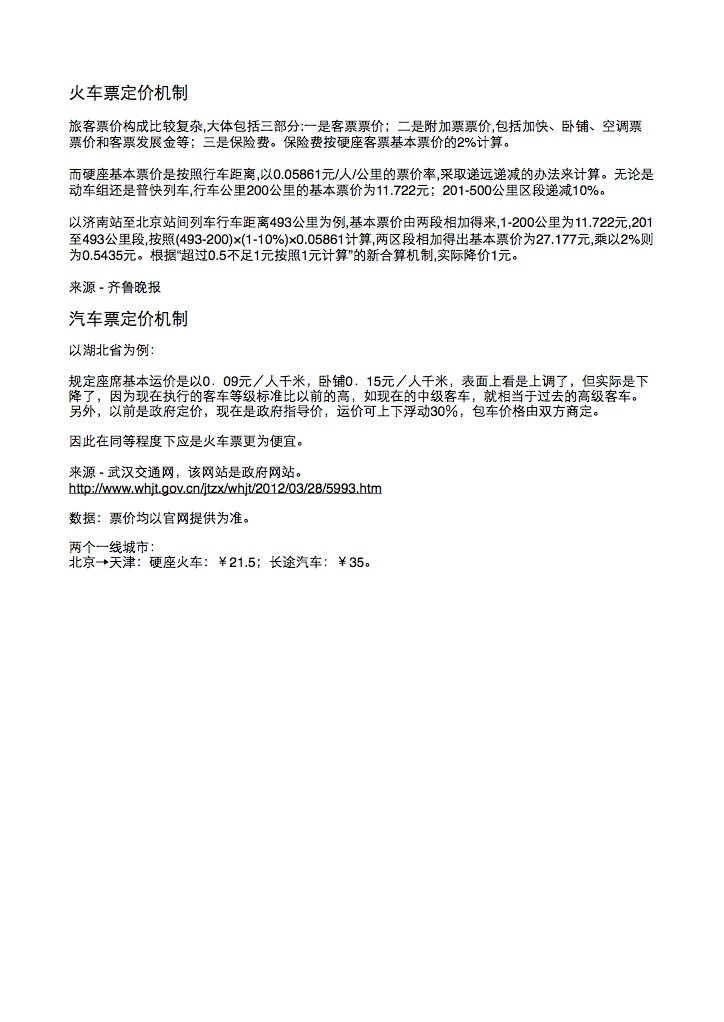 火车票定价机制
旅客票价构成比较复杂,大体包括三部分:一是客票票价；二是附加票票价,包括加快、卧铺、空调票
票价和客票发展金等；三是保险费。保险费按硬座客票基本票价的2%计算。
而硬座基本票价是按照行车距离,以0.05861元/人/公里的票价率,采取递远递减的办法来计算。无论是
动车组还是普快列车,行车公里200公里的基本票价为11.722元；201-500公里区段递减10%。
以济南站至北京站间列车行车距离493公里为例,基本票价由两段相加得来,1-200公里为11.722元,201
至493公里段,按照(493-200)×(1-10%)×0.05861计算,两区段相加得出基本票价为27.177元,乘以2%则
为0.5435元。根据“超过0.5不足1元按照1元计算”的新合算机制,实际降价1元。
来源 - 齐鲁晚报
汽车票定价机制
以湖北省为例：
规定座席基本运价是以0．09元／人千米，卧铺0．15元／人千米，表面上看是上调了，但实际是下
降了，因为现在执行的客车等级标准比以前的高，如现在的中级客车，就相当于过去的高级客车。
另外，以前是政府定价，现在是政府指导价，运价可上下浮动30％，包车价格由双方商定。
因此在同等程度下应是火车票更为便宜。
来源 - 武汉交通网，该网站是政府网站。
http://www.whjt.gov.cn/jtzx/whjt/2012/03/28/5993.htm
数据：票价均以官网提供为准。
两个一线城市：
北京→天津：硬座火车：￥21.5；长途汽车：￥35。